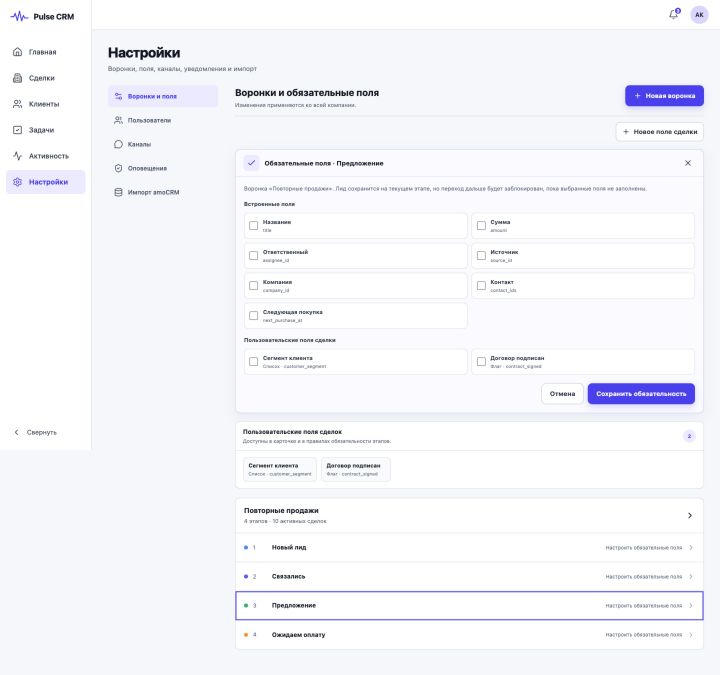 Pulse CRM
2
АК
Главная
Сделки
Клиенты
Задачи
Активность
Настройки
Свернуть
Настройки
Воронки, поля, каналы, уведомления и импорт
Воронки и поля
Пользователи
Каналы
Оповещения
Импорт amoCRM
Воронки и обязательные поля
Изменения применяются ко всей компании.
+ Новая воронка
+ Новое поле сделки
Обязательные поля · Предложение
Воронка «Повторные продажи». Лид сохранится на текущем этапе, но переход дальше будет заблокирован, пока выбранные поля не заполнены.
Встроенные поля
Название
title
Сумма
amount
Ответственный
assignee_id
Источник
source_id
Компания
company_id
Контакт
contact_ids
Следующая покупка
next_purchase_at
Пользовательские поля сделки
Сегмент клиента
Список · customer_segment
Договор подписан
Флаг · contract_signed
Отмена
Сохранить обязательность
Пользовательские поля сделок
Доступны в карточке и в правилах обязательности этапов.
2
Сегмент клиента
Список · customer_segment
Договор подписан
Флаг · contract_signed
Повторные продажи
4 этапов · 10 активных сделок
1 Новый лид Настроить обязательные поля
2 Связались Настроить обязательные поля
3 Предложение Настроить обязательные поля
4 Ожидаем оплату Настроить обязательные поля